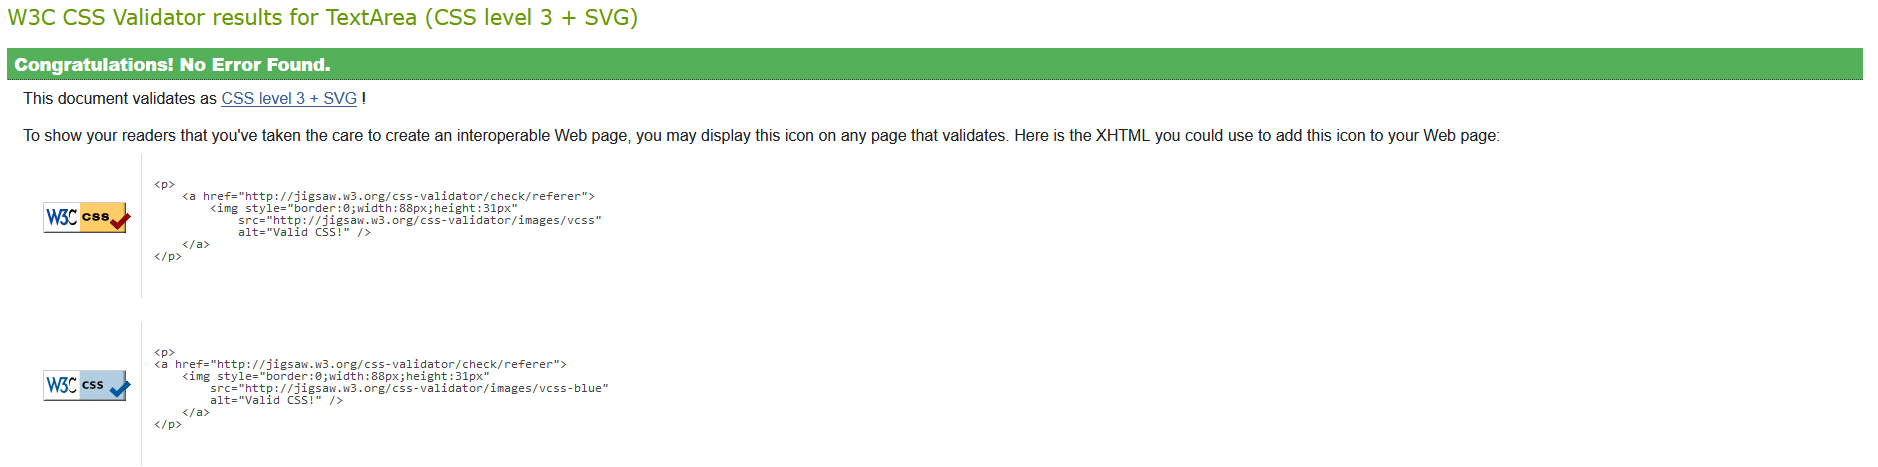 W3C CSS Validator results for TextArea (CSS level 3 + SVG)
Congratulations! No Error Found.
This document validates as CSS level 3 + SVG !
To show your readers that you've taken the care to create an interoperable Web page, you may display this icon on any page that validates. Here is the XHTML you could use to add this icon to your Web page:
W3C css
<p>
    <a href="http://jigsaw.w3.org/css-validator/check/referer">
        <img style="border:0;width:88px;height:31px"
            src="http://jigsaw.w3.org/css-validator/images/vcss"
            alt="Valid CSS!" />
    </a>
</p>
W3C css
<p>
<a href="http://jigsaw.w3.org/css-validator/check/referer">
    <img style="border:0;width:88px;height:31px"
        src="http://jigsaw.w3.org/css-validator/images/vcss-blue"
        alt="Valid CSS!" />
    </a>
</p>